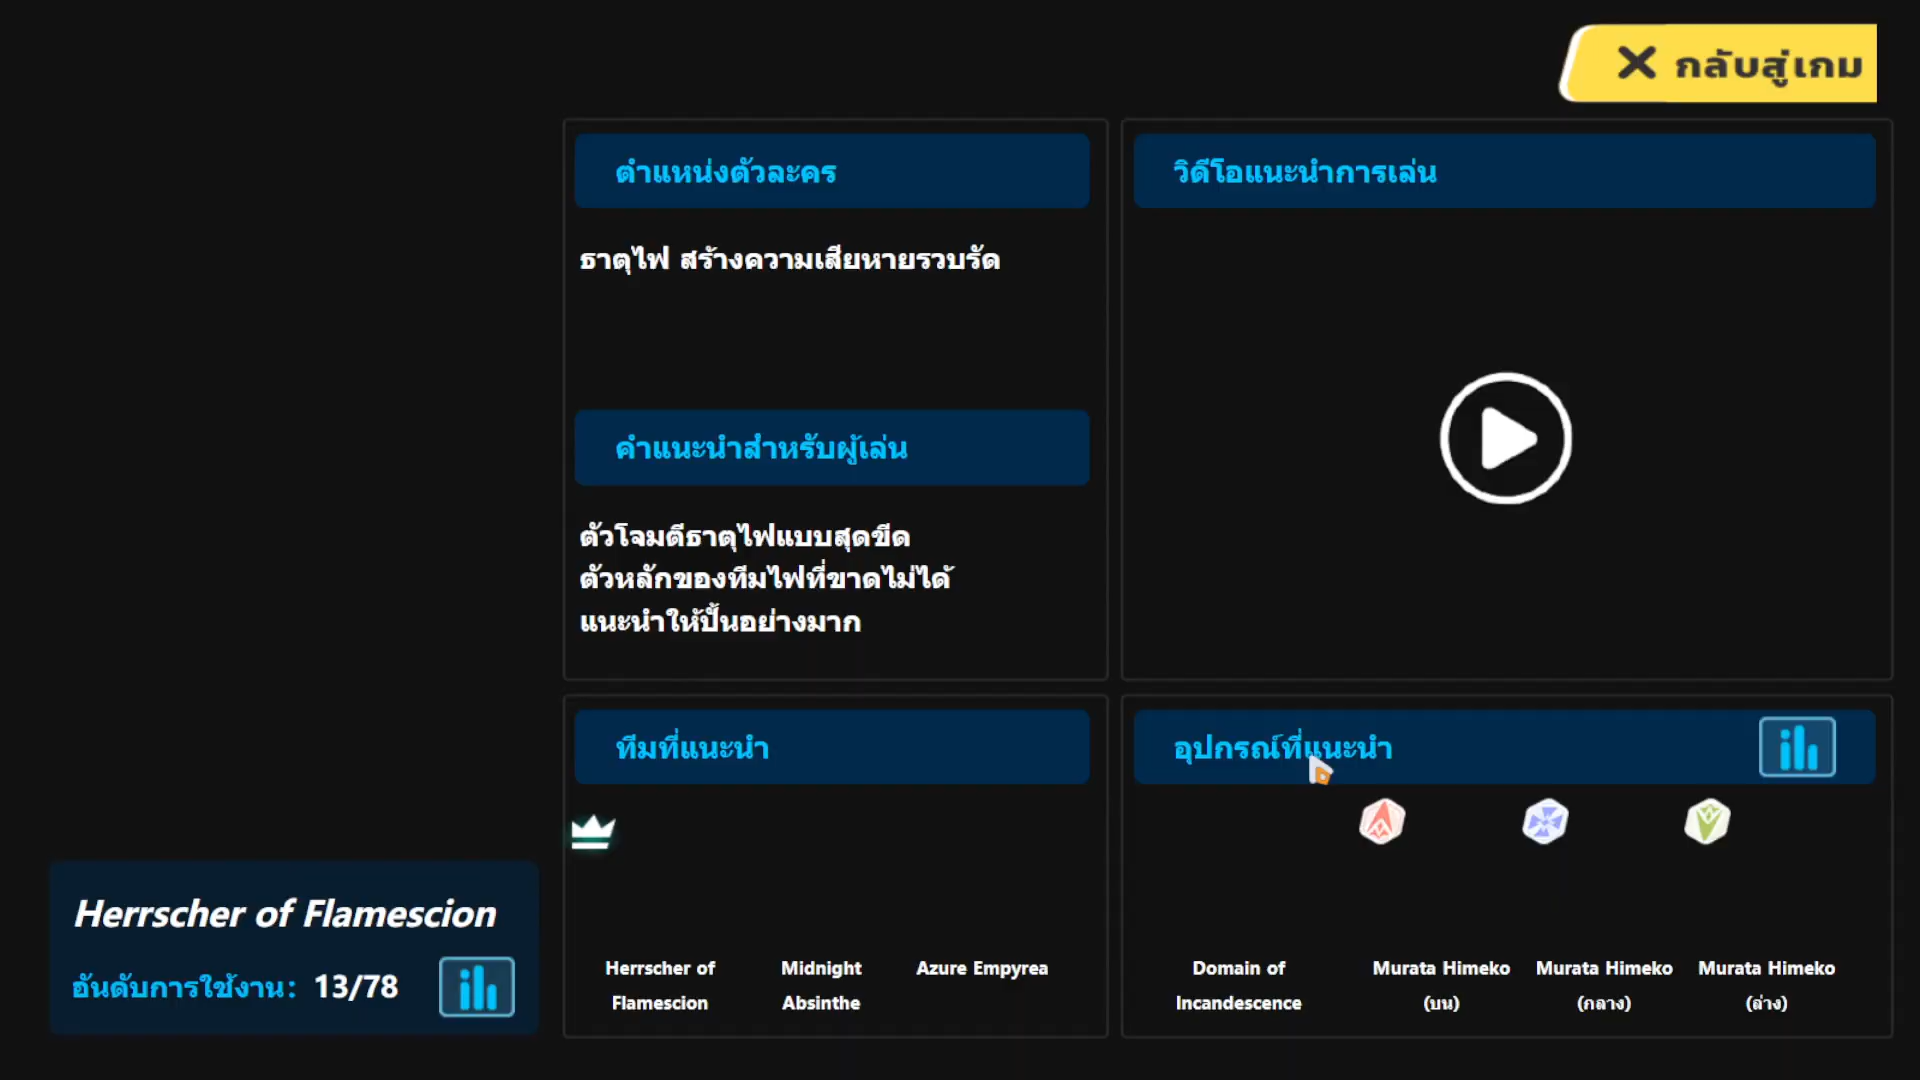 กลับสู่เกม
ตำแหน่งตัวละคร
ธาตุไฟ สร้างความเสียหายรวบรัด
คำแนะนำสำหรับผู้เล่น
ตัวโจมตีธาตุไฟแบบสุดขีด
ตัวหลักของทีมไฟที่ขาดไม่ได้
แนะนำให้ปั้นอย่างมาก
วิดีโอแนะนำการเล่น
Herrscher of Flamescion
อันดับการใช้งาน: 13/78
ทีมที่แนะนำ
Herrscher of
Flamescion
Midnight
Absinthe
Azure Empyrea
อุปกรณ์ที่แนะนำ
Domain of
Incandescence
Murata Himeko
(บน)
Murata Himeko
(กลาง)
Murata Himeko
(ล่าง)